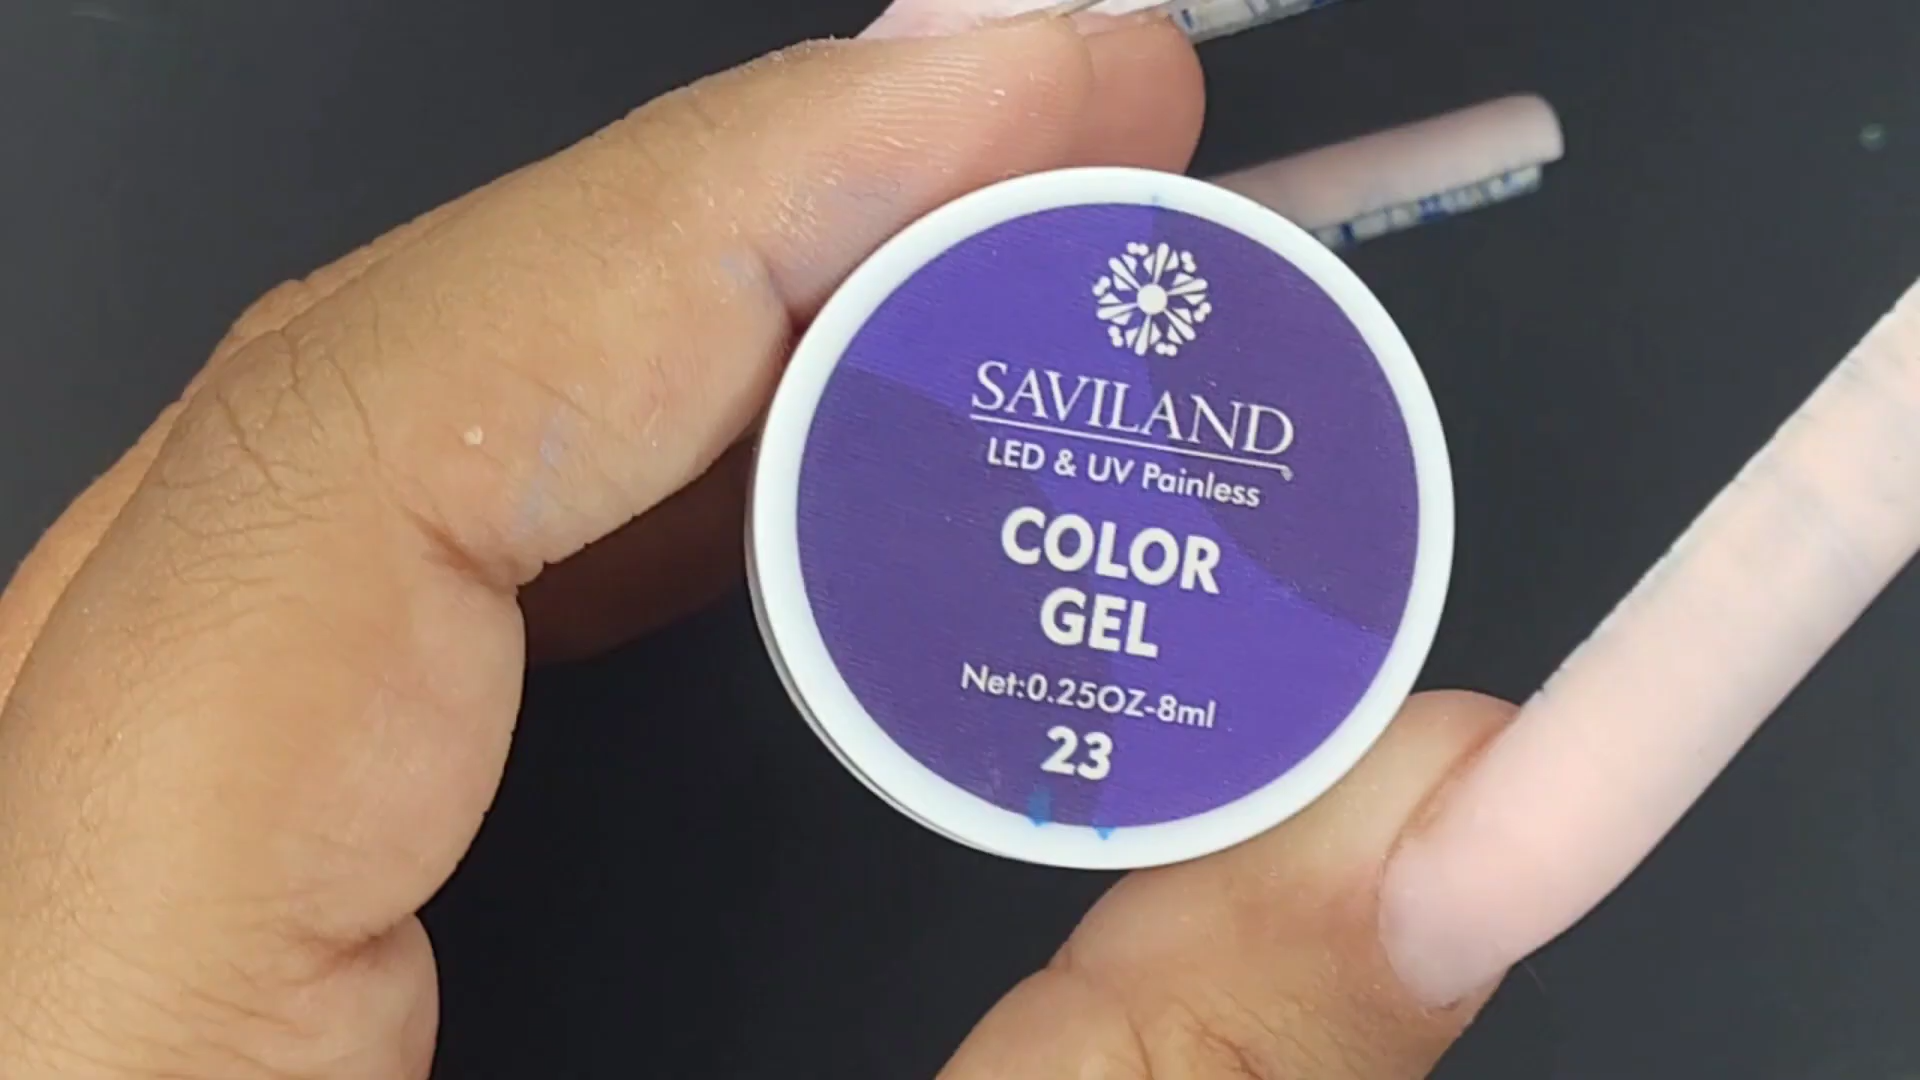 SAVILAND
LED & UV Painless
COLOR
GEL
Net:0.25OZ-8ml
23